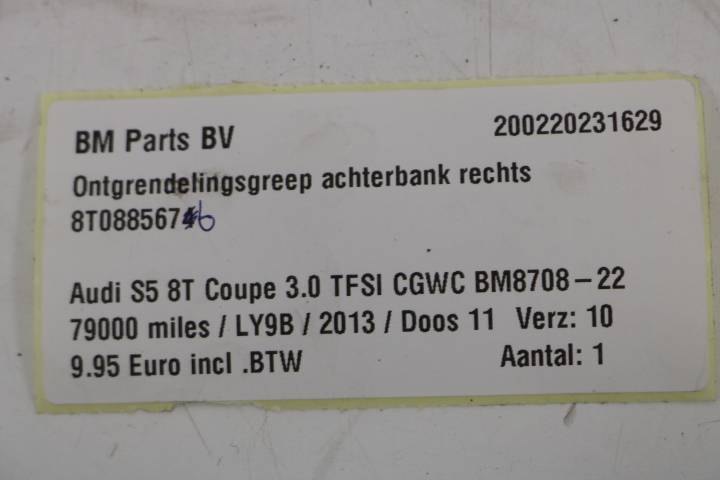 BM Parts BV 200220231629
Ontgrendelingsgreep achterbank rechts
8T0885676
Audi S5 8T Coupe 3.0 TFSI CGWC BM8708-22
79000 miles / LY9B / 2013 / Doos 11 Verz: 10
9.95 Euro incl .BTW Aantal: 1